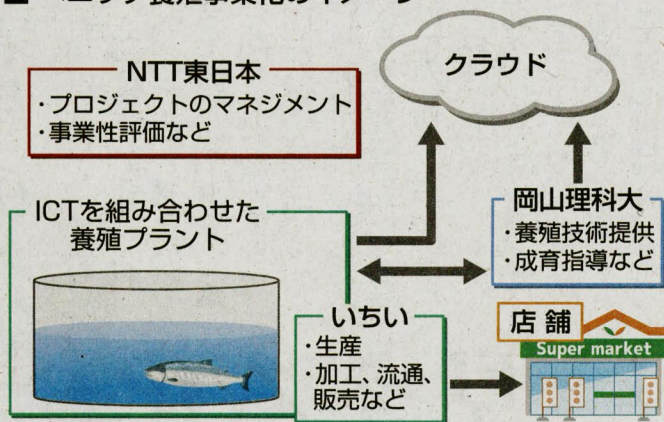 NTT東日本
・プロジェクトのマネジメント
・事業性評価など
クラウド
岡山理科大
・養殖技術提供
・成育指導など
ICTを組み合わせた
養殖プラント
いちい
・生産
・加工、流通、
販売など
店舗
Super market